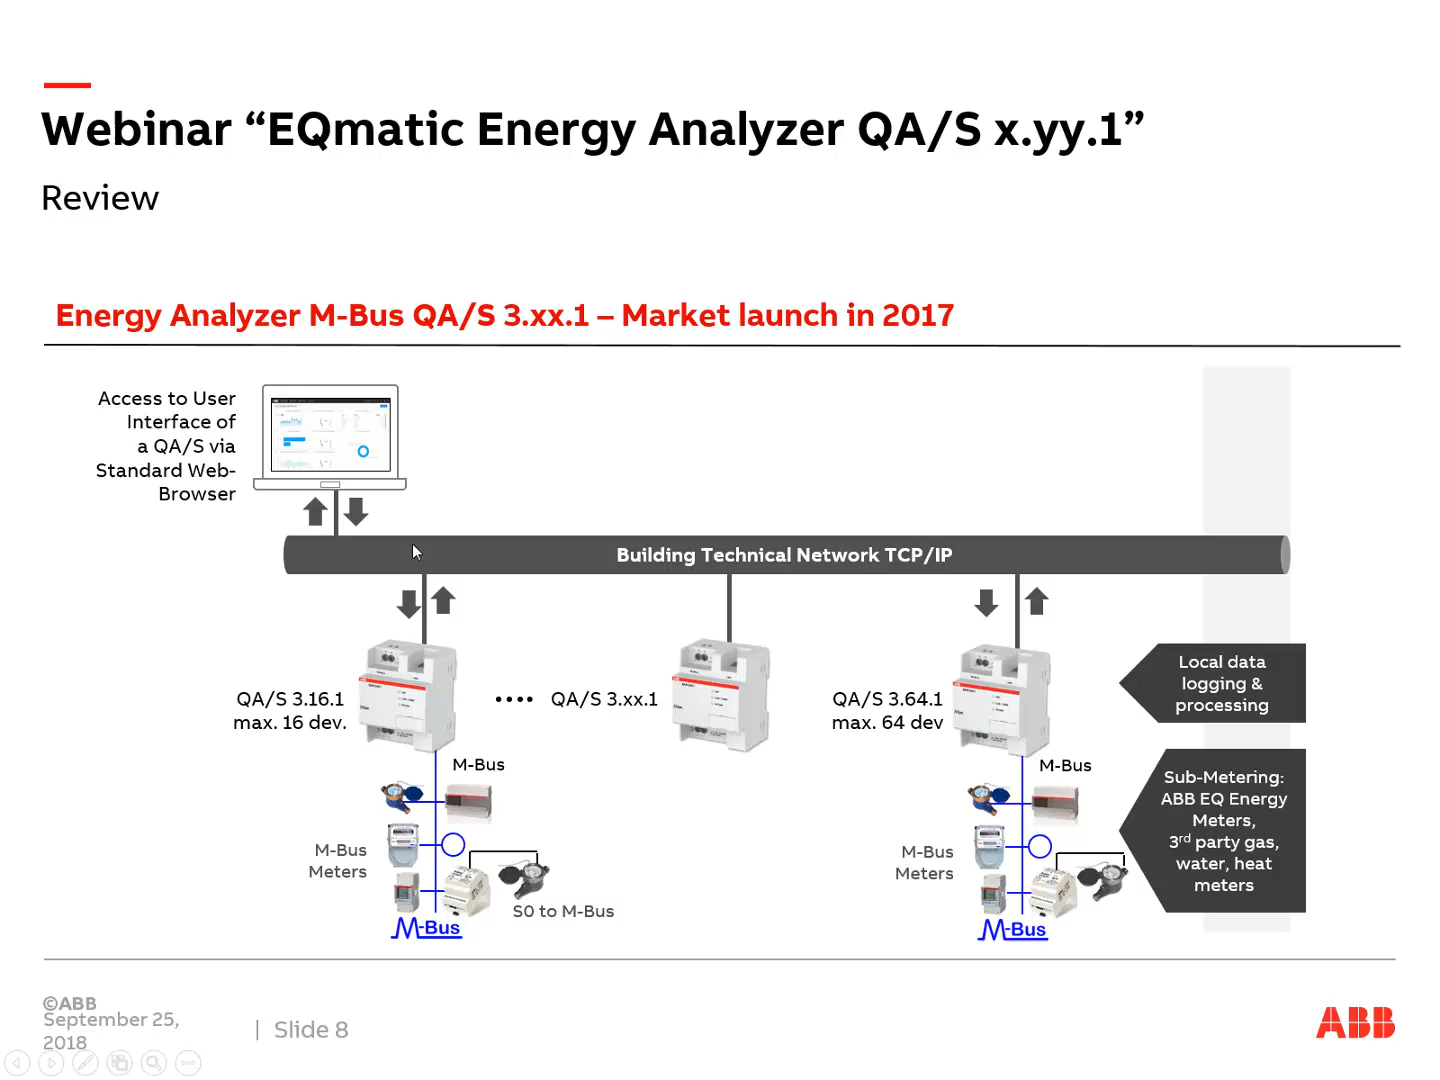 Webinar “EQmatic Energy Analyzer QA/S x.yy.1”
Review
Energy Analyzer M-Bus QA/S 3.xx.1 – Market launch in 2017
Access to User
Interface of
a QA/S via
Standard Web-
Browser
Building Technical Network TCP/IP
QA/S 3.16.1
max. 16 dev.
•••• QA/S 3.xx.1
QA/S 3.64.1
max. 64 dev
Local data
logging &
processing
M-Bus
M-Bus
Meters
S0 to M-Bus
M-Bus
M-Bus
M-Bus
Meters
M-Bus
Sub-Metering:
ABB EQ Energy
Meters,
3rd party gas,
water, heat
meters
©ABB
September 25,
2018
| Slide 8
ABB